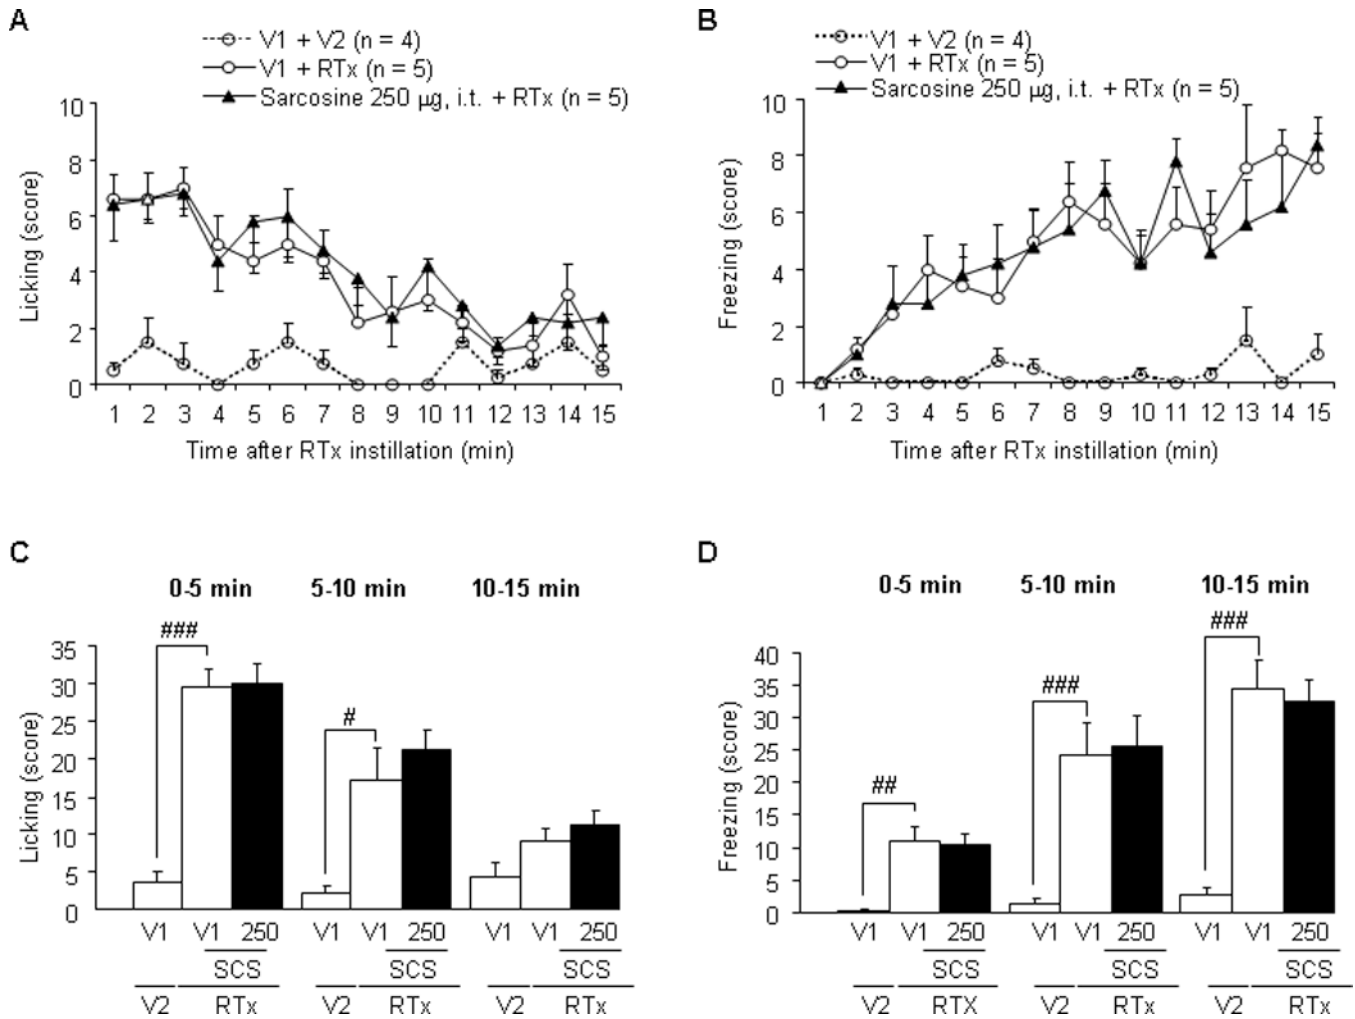 A
V1 + V2 (n = 4)
V1 + RTx (n = 5)
Sarcosine 250 µg, i.t. + RTx (n = 5)
10
8
6
4
2
0
Licking (score)
1 2 3 4 5 6 7 8 9 10 11 12 13 14 15
Time after RTx instillation (min)
B
V1 + V2 (n = 4)
V1 + RTx (n = 5)
Sarcosine 250 µg, i.t. + RTx (n = 5)
10
8
6
4
2
0
Freezing (score)
1 2 3 4 5 6 7 8 9 10 11 12 13 14 15
Time after RTx instillation (min)
C
0-5 min 5-10 min 10-15 min
###
#
35
30
25
20
15
10
5
0
Licking (score)
V1 V1 250 V1 V1 250 V1 V1 250
SCS SCS SCS
V2 RTx V2 RTx V2 RTx
D
0-5 min 5-10 min 10-15 min
###
###
##
40
35
30
25
20
15
10
5
0
Freezing (score)
V1 V1 250 V1 V1 250 V1 V1 250
SCS SCS SCS
V2 RTX V2 RTx V2 RTx